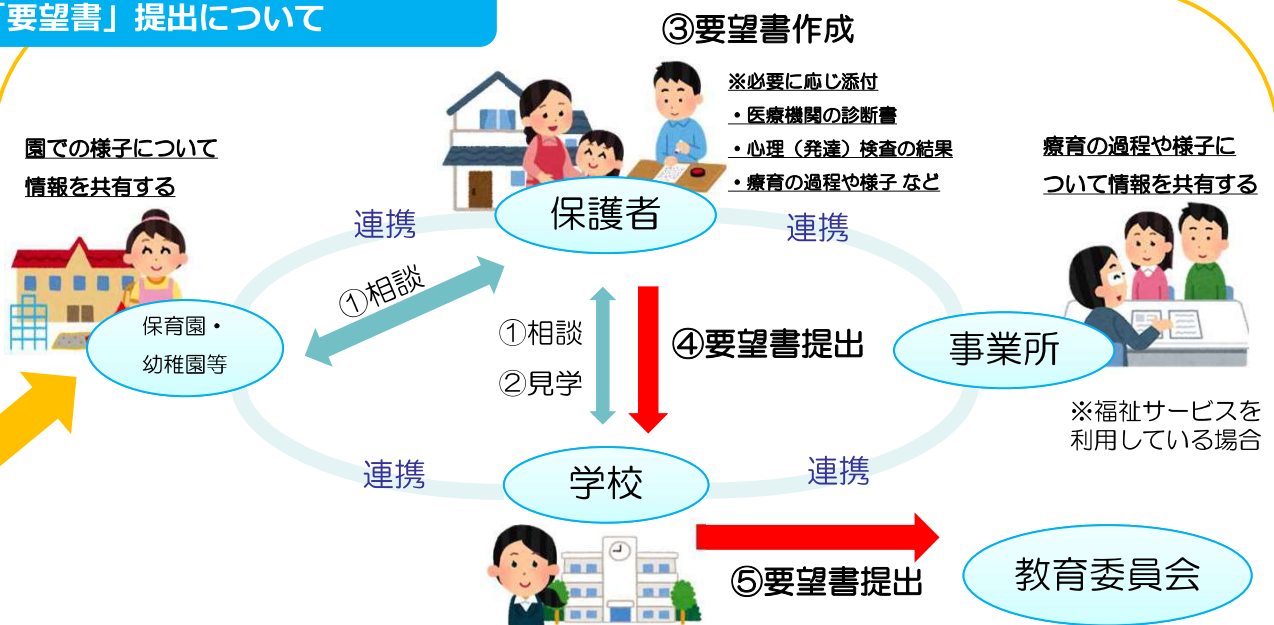 「要望書」提出について
③要望書作成
※必要に応じ添付
・医療機関の診断書
・心理（発達）検査の結果
・療育の過程や様子 など
園での様子について
情報を共有する
療育の過程や様子に
ついて情報を共有する
保護者
連携
連携
①相談
保育園・
幼稚園等
①相談
②見学
④要望書提出
事業所
※福祉サービスを
利用している場合
連携
連携
学校
⑤要望書提出
教育委員会